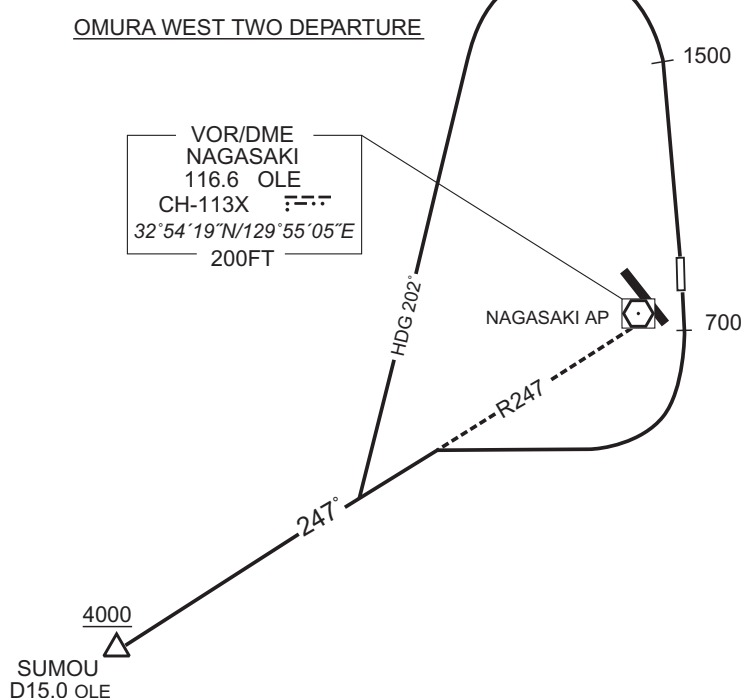 OMURA WEST TWO DEPARTURE
1500
VOR/DME
NAGASAKI
116.6 OLE
CH-113X
32°54´19˝N/129°55´05˝E
200FT
HDG 202°
NAGASAKI AP
700
R247
247°
4000
SUMOU
D15.0 OLE